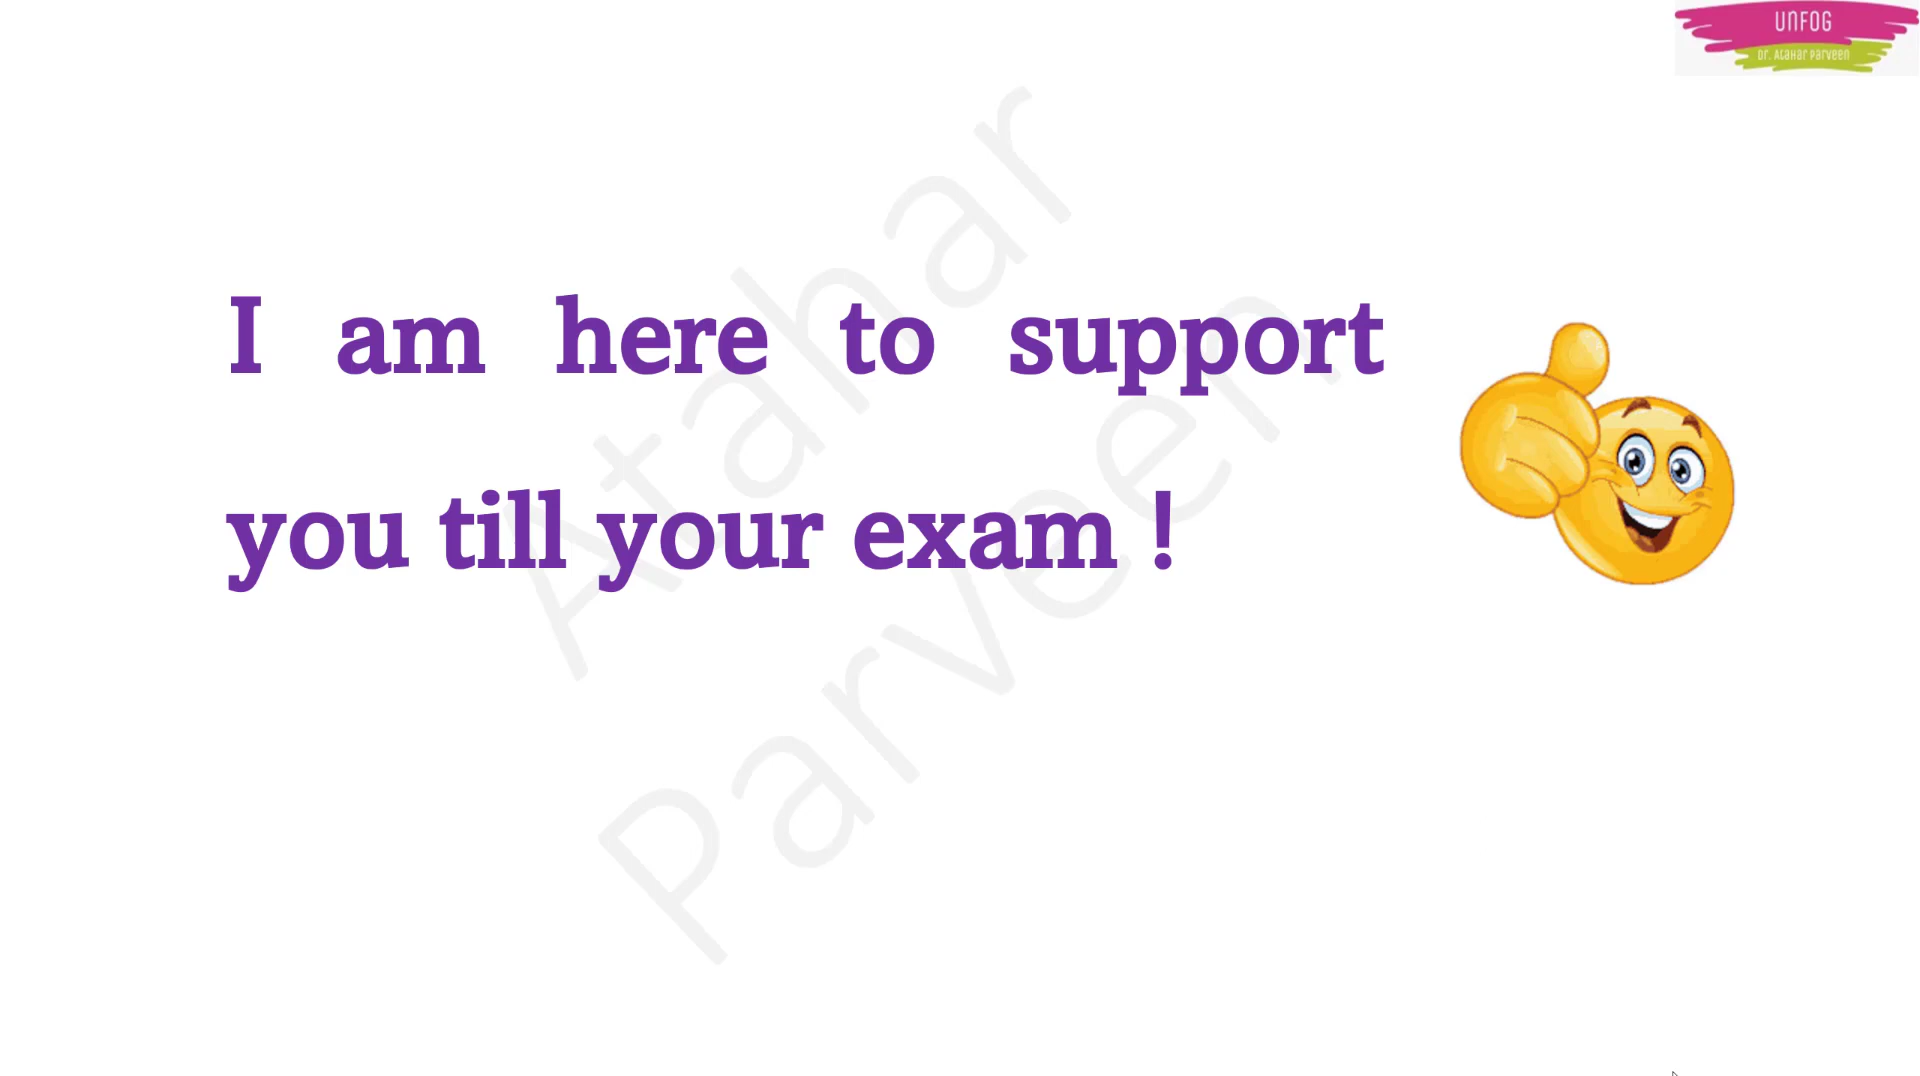 UNFOG
Dr. Atahar Parveen
I am here to support
you till your exam !
Atahar
Parveen